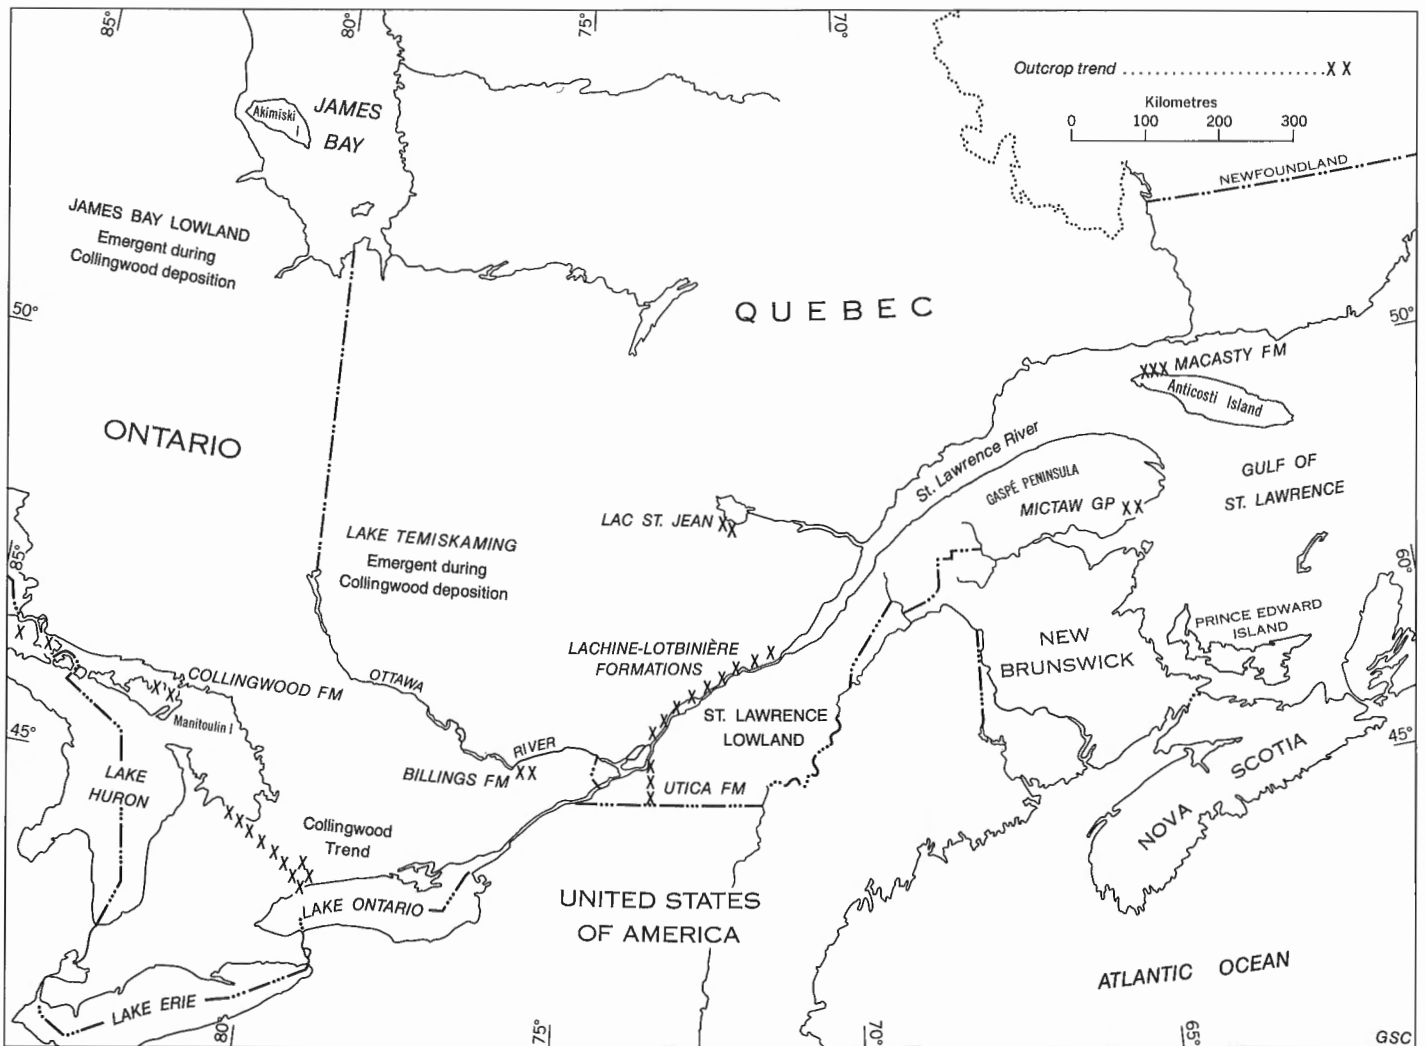 85°
80°
75°
70°
Outcrop trend ........................ X X
Kilometres
0 100 200 300
Akimiski
I
JAMES
BAY
NEWFOUNDLAND
JAMES BAY LOWLAND
Emergent during
Collingwood deposition
50°
QUEBEC
50°
XXX MACASTY FM
Anticosti Island
ONTARIO
St. Lawrence River
GASPÉ PENINSULA
MICTAW GP X X
GULF OF
ST. LAWRENCE
LAC ST. JEAN XX
X
LAKE TEMISKAMING
Emergent during
Collingwood deposition
85°
60°
PRINCE EDWARD
ISLAND
NEW
BRUNSWICK
LACHINE-LOTBINIÈRE
FORMATIONS
COLLINGWOOD FM
OTTAWA
Manitoulin I
ST. LAWRENCE
LOWLAND
45°
RIVER
45°
BILLINGS FM XX
UTICA FM
LAKE
HURON
NOVA SCOTIA
Collingwood
Trend
LAKE ONTARIO
UNITED STATES
OF AMERICA
ATLANTIC OCEAN
LAKE ERIE
80°
75°
70°
65°
GSC